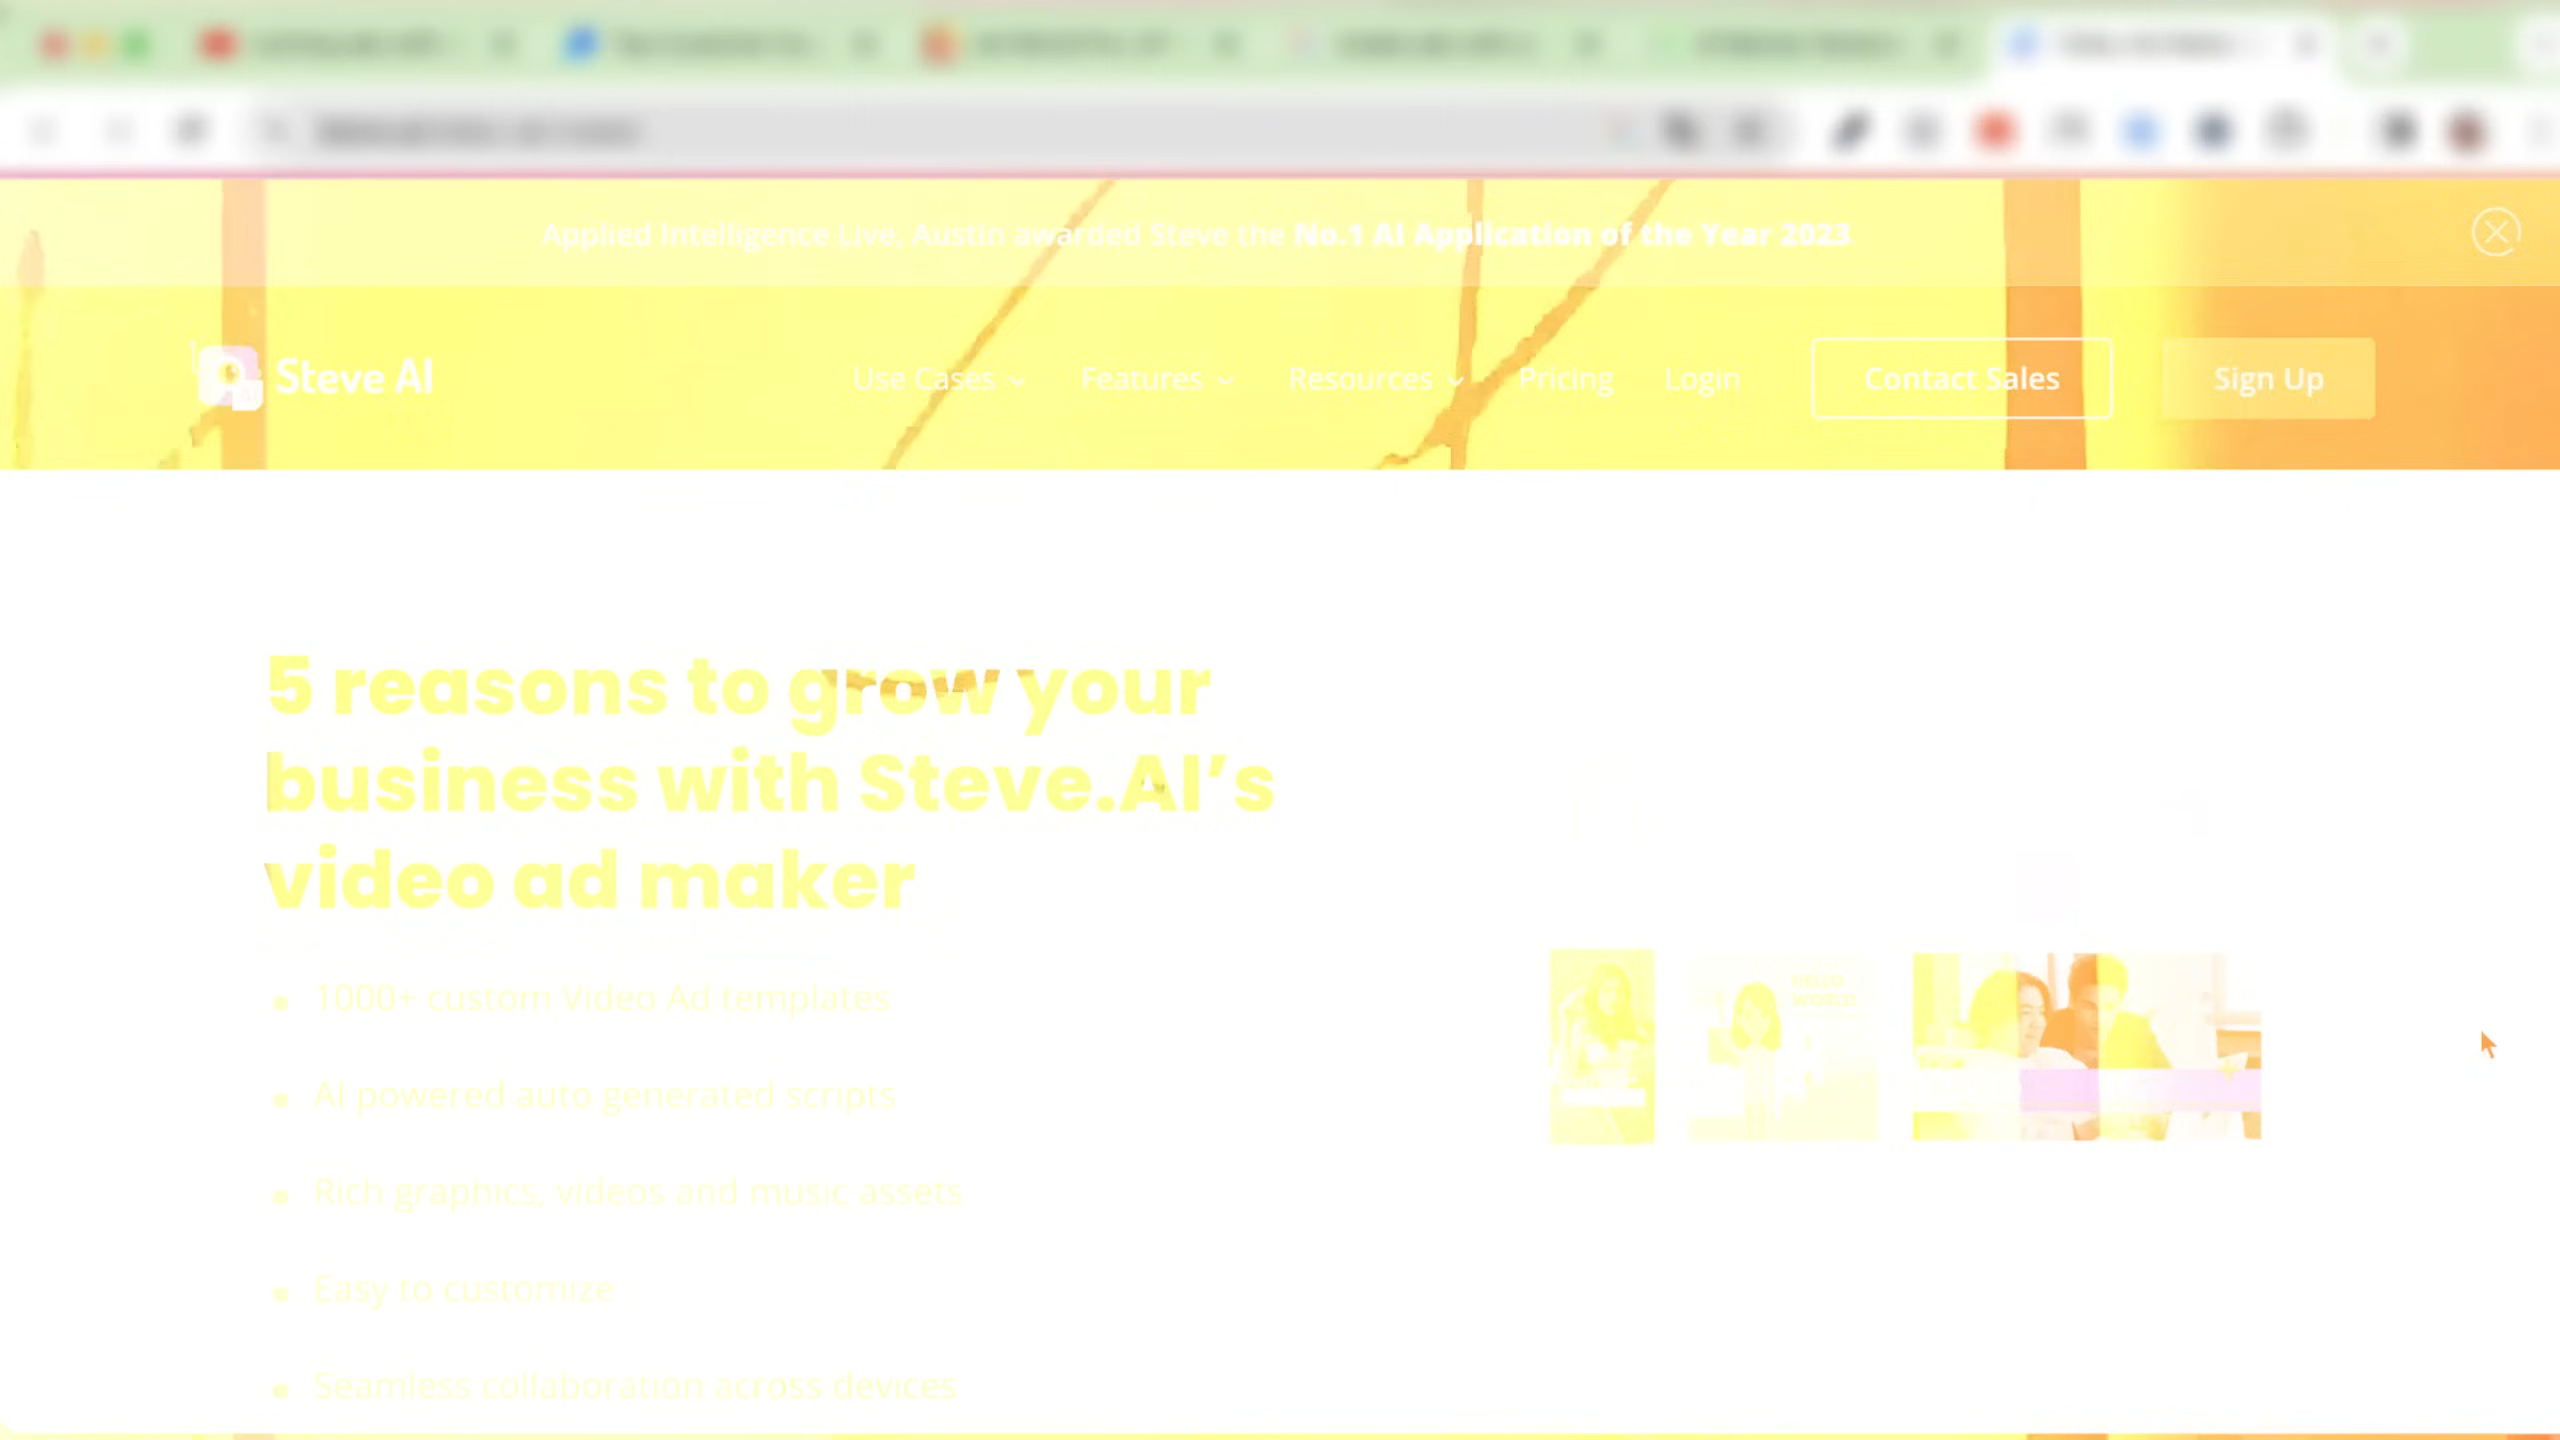 Applied Intelligence Live, Austin awarded Steve the No.1 AI Application of the Year 2023
Steve AI
Use Cases
Features
Resources
Pricing
Login
Contact Sales
Sign Up
5 reasons to grow your
business with Steve.AI’s
video ad maker
1000+ custom Video Ad templates
AI powered auto generated scripts
Rich graphics, videos and music assets
Easy to customize
Seamless collaboration across devices
HELLO
WORLD